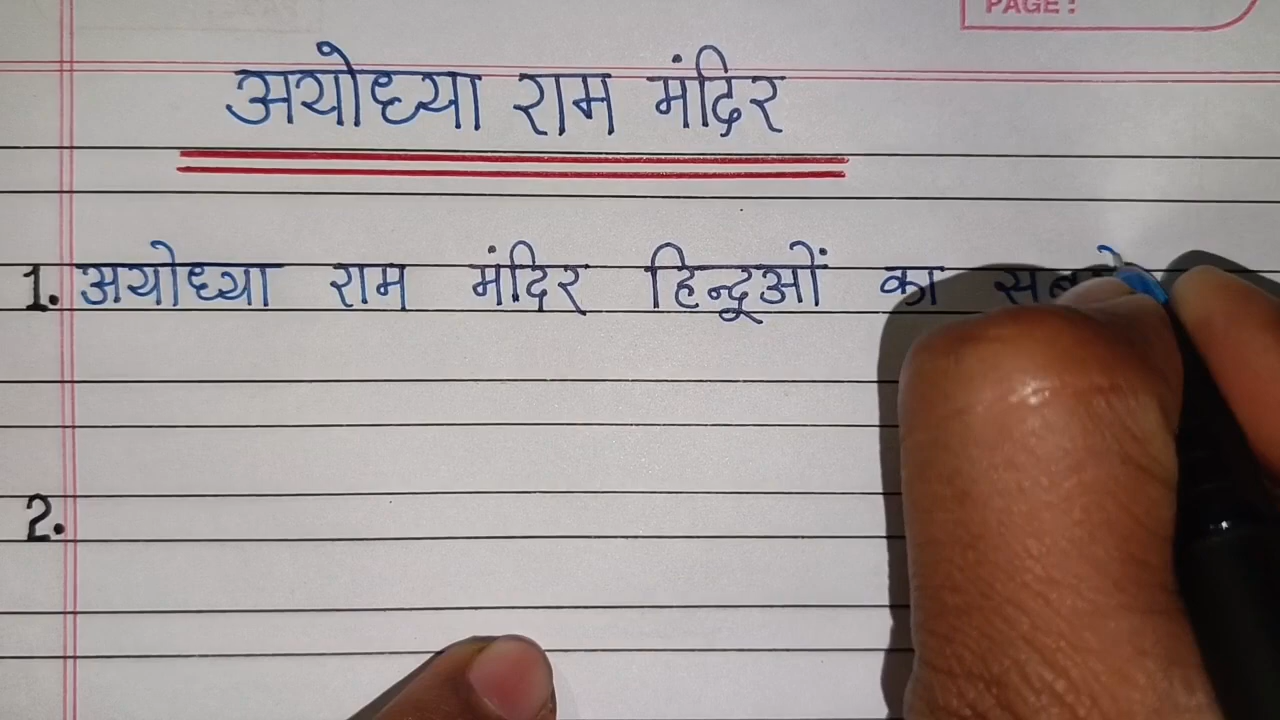 PAGE :
अयोध्या राम मंदिर
1. अयोध्या राम मंदिर हिन्दूओं का
2.